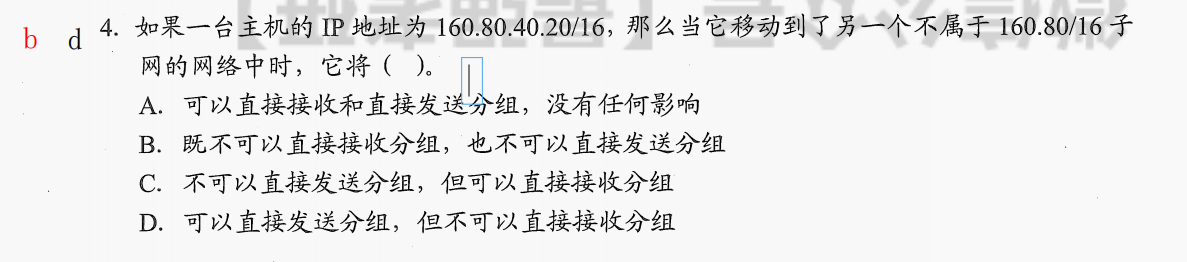 b d 4. 如果一台主机的 IP 地址为 160.80.40.20/16，那么当它移动到了另一个不属于 160.80/16 子
网的网络中时，它将（ ）。
A. 可以直接接收和直接发送分组，没有任何影响
B. 既不可以直接接收分组，也不可以直接发送分组
C. 不可以直接发送分组，但可以直接接收分组
D. 可以直接发送分组，但不可以直接接收分组